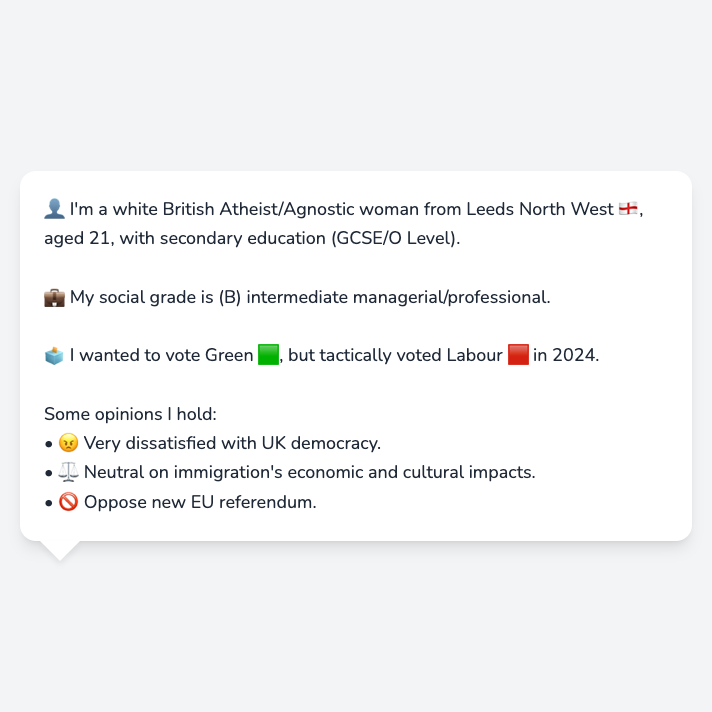 👤 I'm a white British Atheist/Agnostic woman from Leeds North West 🏴󠁧󠁢󠁥󠁮󠁧󠁿,
aged 21, with secondary education (GCSE/O Level).
💼 My social grade is (B) intermediate managerial/professional.
🗳️ I wanted to vote Green 🟩, but tactically voted Labour 🟥 in 2024.
Some opinions I hold:
• 😠 Very dissatisfied with UK democracy.
• ⚖️ Neutral on immigration's economic and cultural impacts.
• 🚫 Oppose new EU referendum.